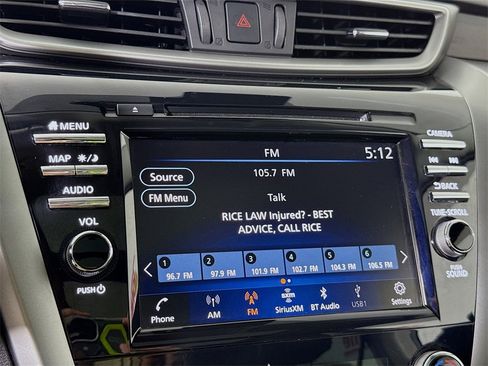 MENU
MAP
AUDIO
VOL
PUSH
FM
5:12
Source
105.7 FM
FM Menu
Talk
RICE LAW Injured? - BEST
ADVICE, CALL RICE
1 2 3 4 5 6
96.7 FM 97.9 FM 101.9 FM 102.7 FM 104.3 FM 106.5 FM
Phone
AM
FM
SXM
SiriusXM
BT Audio
USB1
Settings
CAMERA
BACK
TUNE·SCROLL
PUSH
SOUND